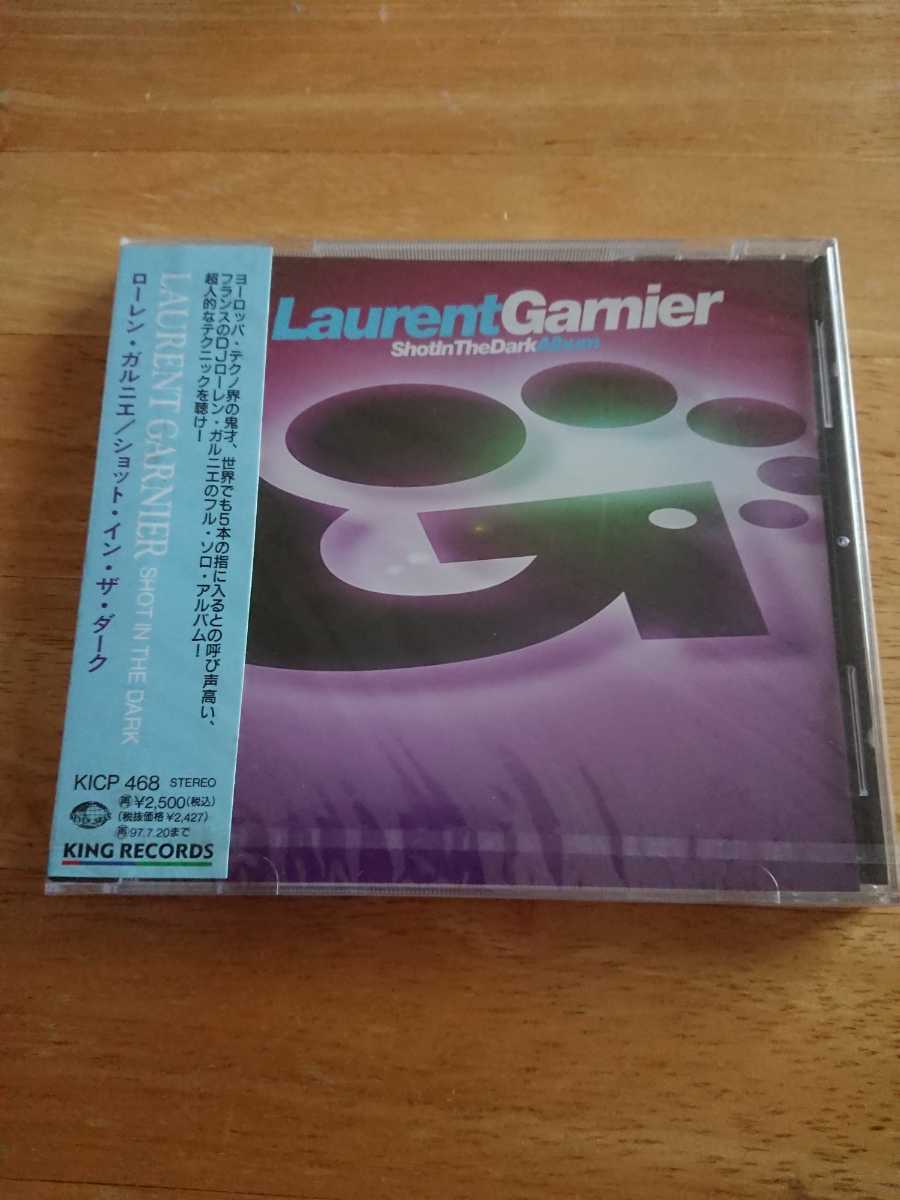 ヨーロッパ・テクノ界の鬼才、世界でも5本の指に入るとの呼び声高い、
フランスのDJローレン・ガルニエのフル・ソロ・アルバム!
超人的なテクニックを聴け!
LAURENT GARNIER SHOT IN THE DARK
ローレン・ガルニエ/ショット・イン・ザ・ダーク
KICP 468 STEREO
再¥2,500(税込)
(税抜価格¥2,427)
再97.7.20まで
KING RECORDS
LaurentGarnier
ShotInTheDarkAlbum